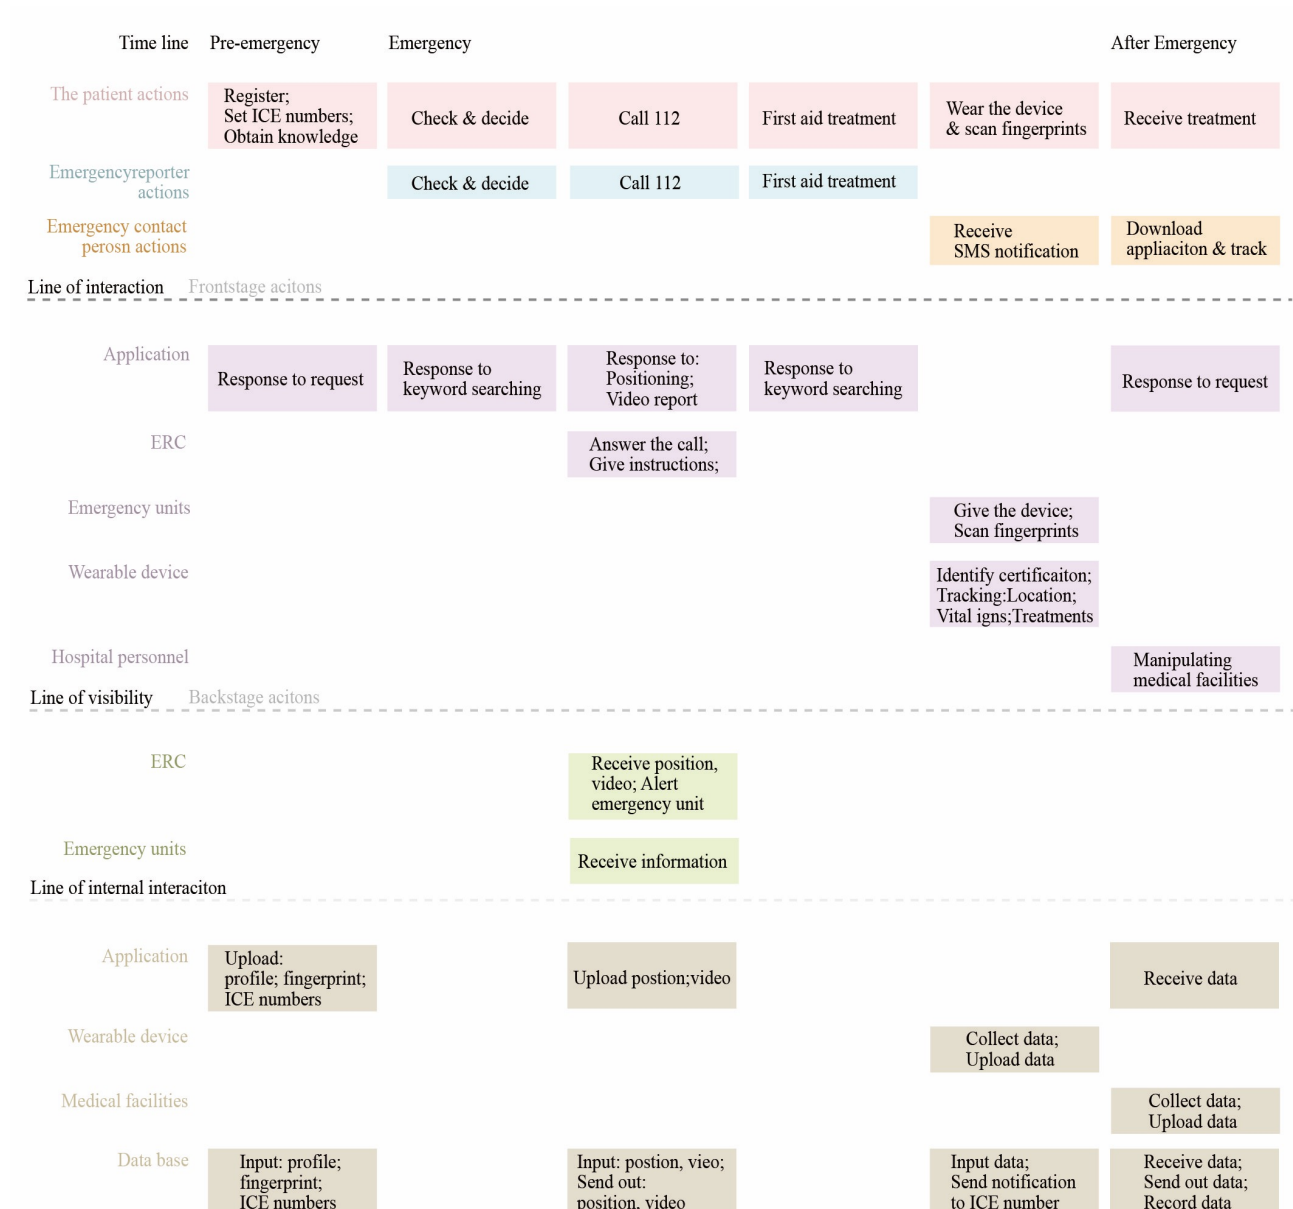 Time line Pre-emergency Emergency After Emergency
The patient actions
Register;
Set ICE numbers;
Obtain knowledge
Check & decide
Call 112
First aid treatment
Wear the device
& scan fingerprints
Receive treatment
Emergencyreporter
actions
Check & decide
Call 112
First aid treatment
Emergency contact
perosn actions
Receive
SMS notification
Download
appliaciton & track
Line of interaction Frontstage acitons
Application
Response to request
Response to
keyword searching
Response to:
Positioning;
Video report
Response to
keyword searching
Response to request
ERC
Answer the call;
Give instructions;
Emergency units
Give the device;
Scan fingerprints
Wearable device
Identify certificaiton;
Tracking:Location;
Vital igns;Treatments
Hospital personnel
Manipulating
medical facilities
Line of visibility Backstage acitons
ERC
Receive position,
video; Alert
emergency unit
Emergency units
Receive information
Line of internal interaciton
Application
Upload:
profile; fingerprint;
ICE numbers
Upload postion;video
Receive data
Wearable device
Collect data;
Upload data
Medical facilities
Collect data;
Upload data
Data base
Input: profile;
fingerprint;
ICE numbers
Input: postion, vieo;
Send out:
position, video
Input data;
Send notification
to ICE number
Receive data;
Send out data;
Record data